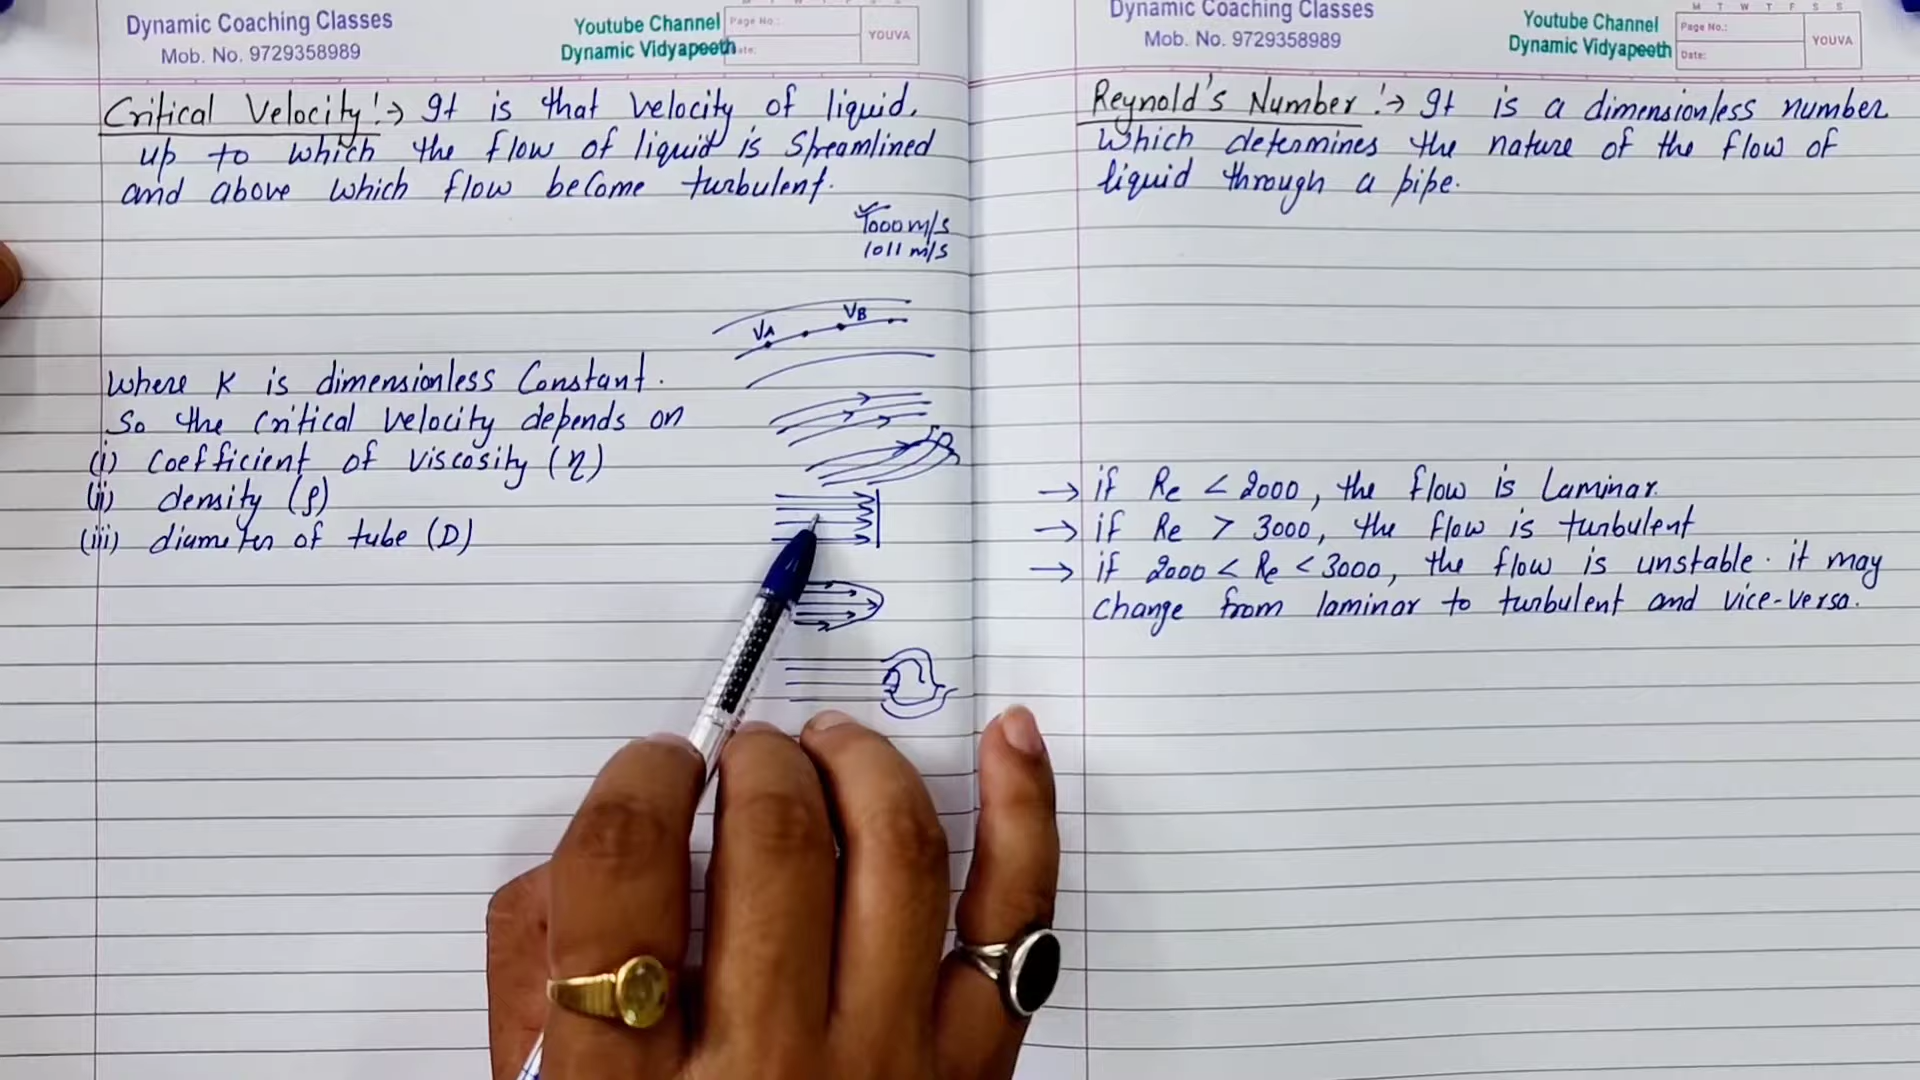 Dynamic Coaching Classes
Mob. No. 9729358989
Youtube Channel
Dynamic Vidyapeeth
Page No.:
YOUVA
Critical Velocity :→ It is that velocity of liquid.
up to which the flow of liquid is Streamlined
and above which flow become turbulent.
1000 m/s
1011 m/s
VA
VB
Where K is dimensionless Constant.
So the critical velocity depends on
(i) coefficient of viscosity (η)
(ii) density (ρ)
(iii) diameter of tube (D)
Dynamic Coaching Classes
Mob. No. 9729358989
Youtube Channel
Dynamic Vidyapeeth
M T W T F S S
Page No.:
Date:
YOUVA
Reynold's Number :→ It is a dimensionless number
Which determines the nature of the flow of
liquid through a pipe.
→ if Re < 2000, the flow is Laminar.
→ if Re > 3000, the flow is turbulent
→ if 2000 < Re < 3000, the flow is unstable. it may
change from laminar to turbulent and vice-versa.